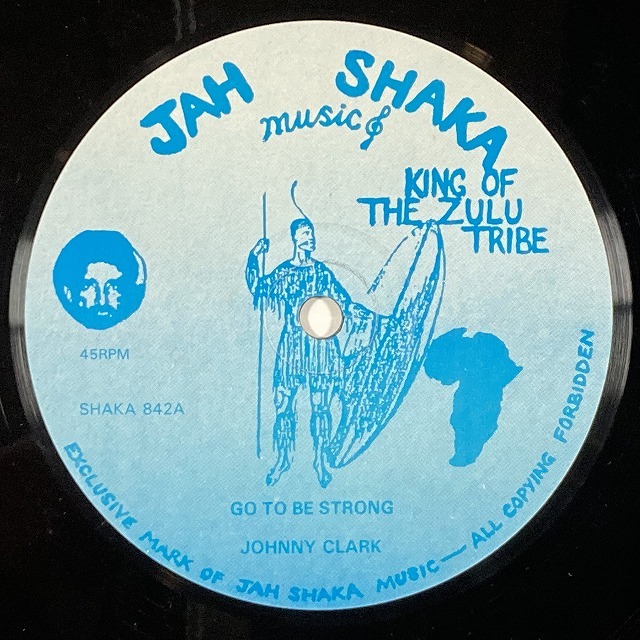 JAH SHAKA
music
KING OF
THE ZULU
TRIBE
45RPM
SHAKA 842A
GO TO BE STRONG
JOHNNY CLARK
EXCLUSIVE MARK OF JAH SHAKA MUSIC — ALL COPYING FORBIDDEN